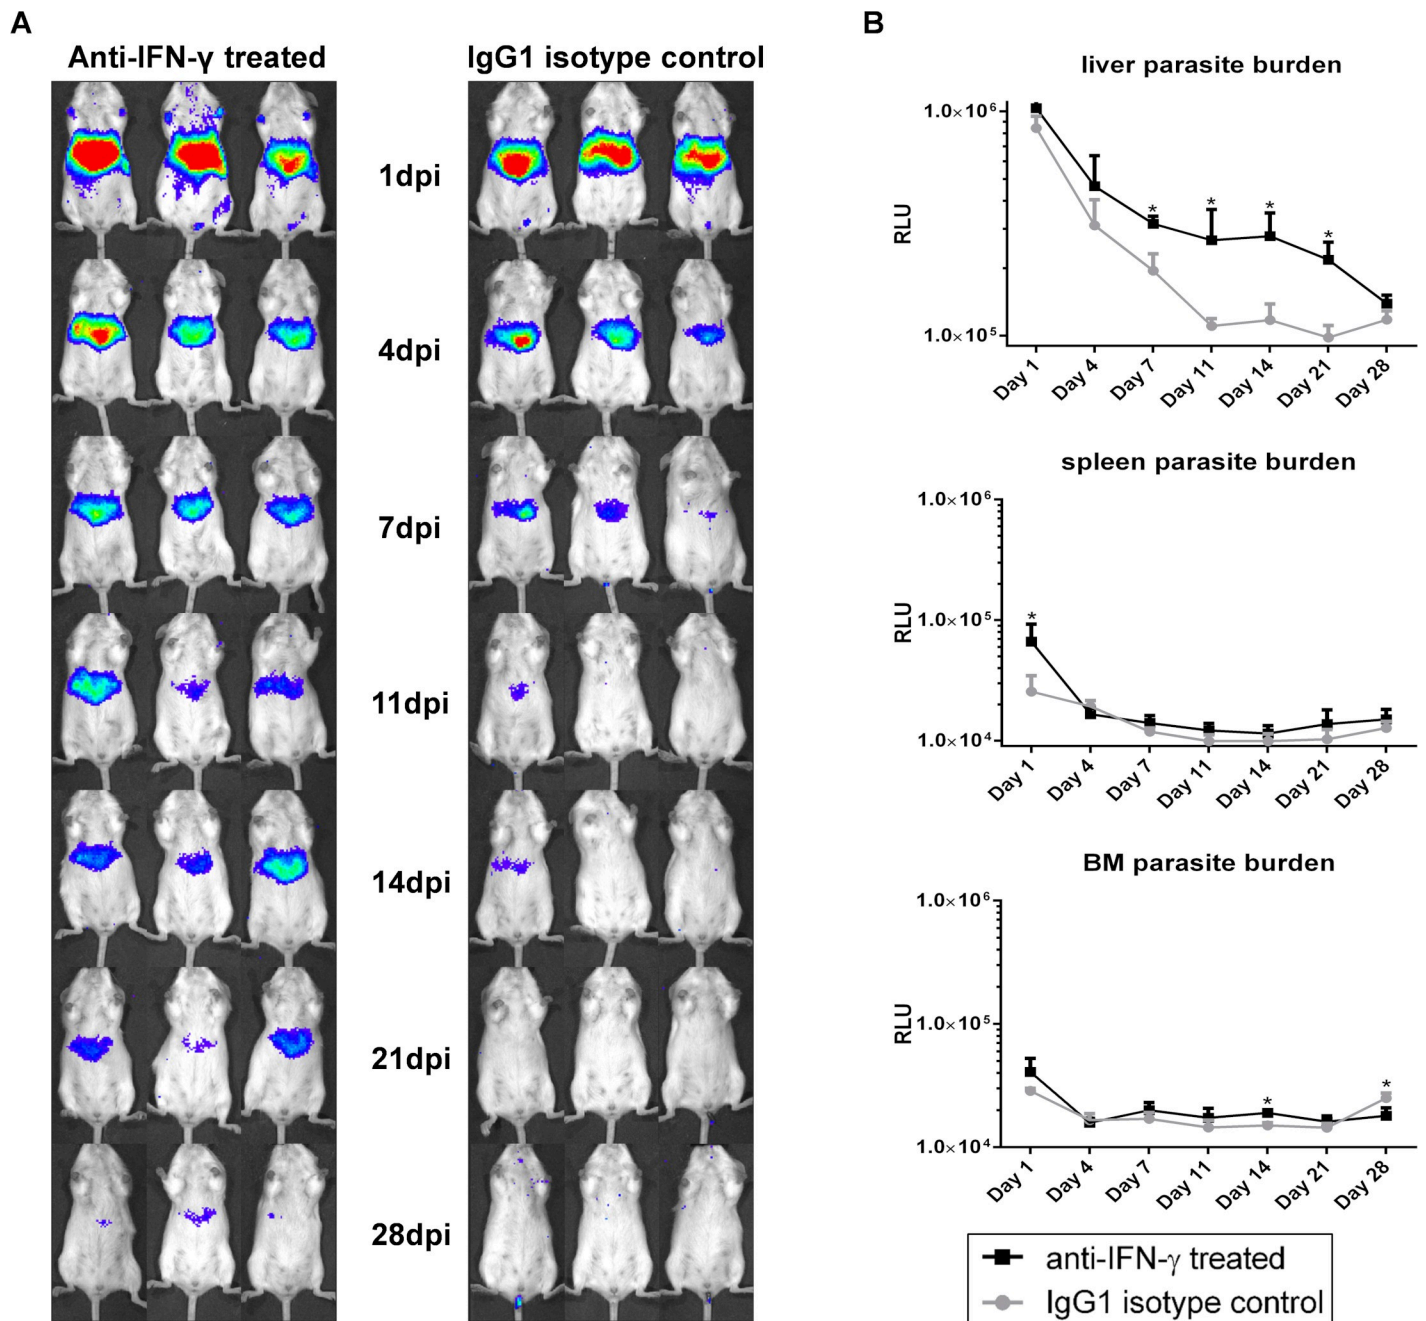 A
Anti-IFN-γ treated
IgG1 isotype control
1dpi
4dpi
7dpi
11dpi
14dpi
21dpi
28dpi
B
liver parasite burden
1.0×10⁶
1.0×10⁵
RLU
* * * *
Day 1 Day 4 Day 7 Day 11 Day 14 Day 21 Day 28
spleen parasite burden
1.0×10⁶
1.0×10⁵
1.0×10⁴
RLU
*
Day 1 Day 4 Day 7 Day 11 Day 14 Day 21 Day 28
BM parasite burden
1.0×10⁶
1.0×10⁵
1.0×10⁴
RLU
* *
Day 1 Day 4 Day 7 Day 11 Day 14 Day 21 Day 28
anti-IFN-γ treated
IgG1 isotype control